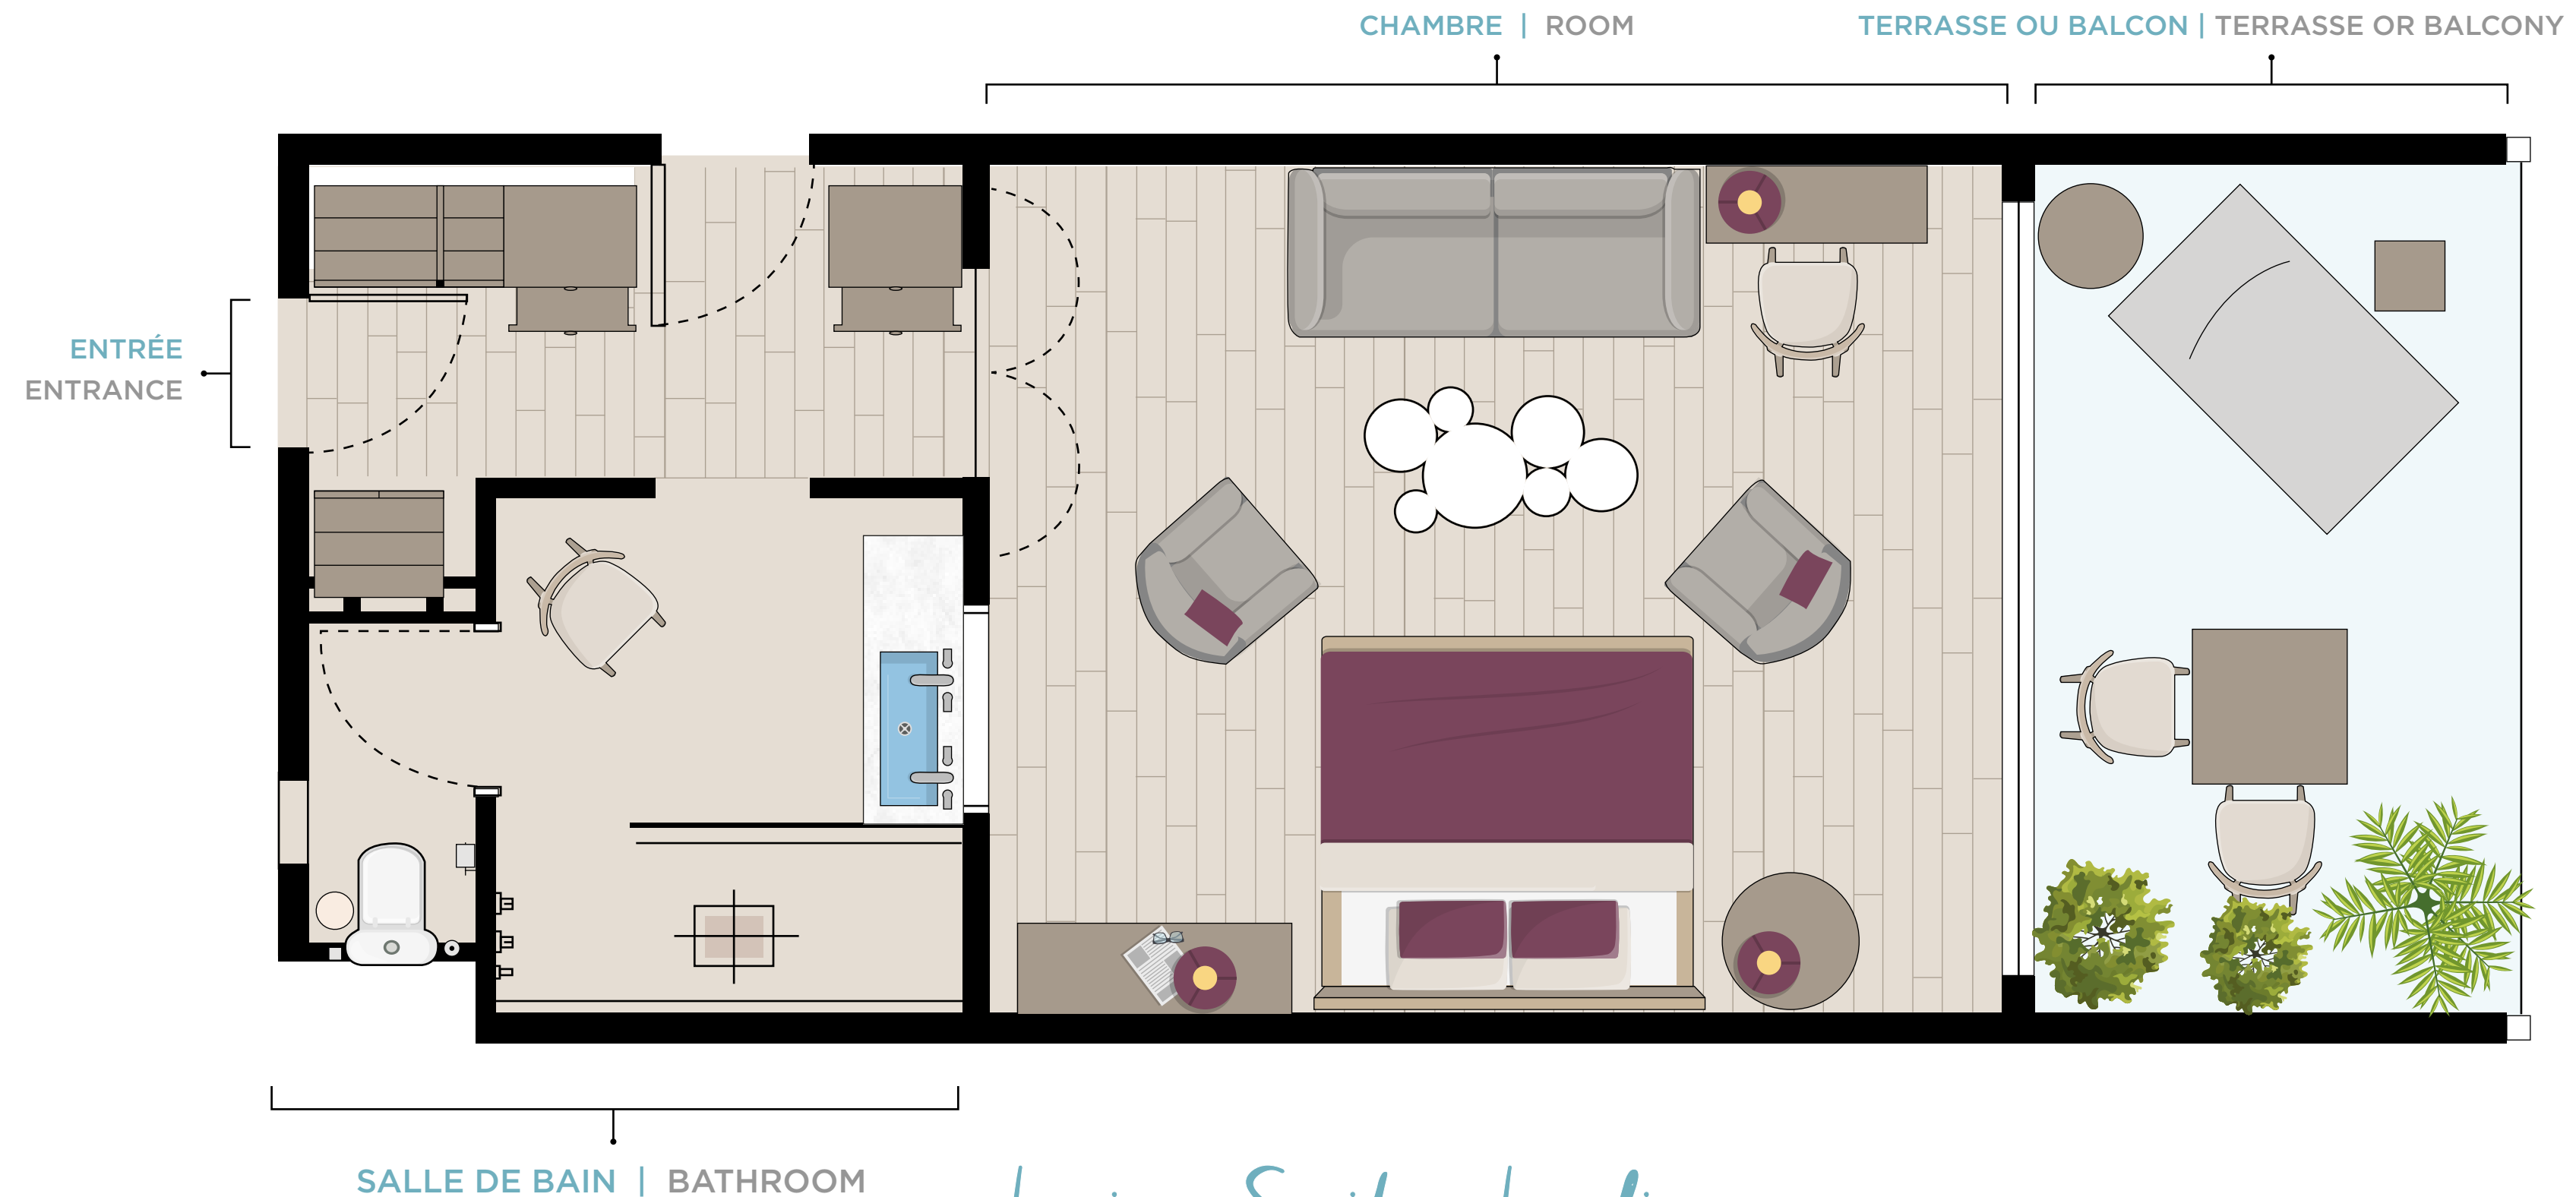 CHAMBRE | ROOM
TERRASSE OU BALCON | TERRASSE OR BALCONY
ENTRÉE
ENTRANCE
SALLE DE BAIN | BATHROOM